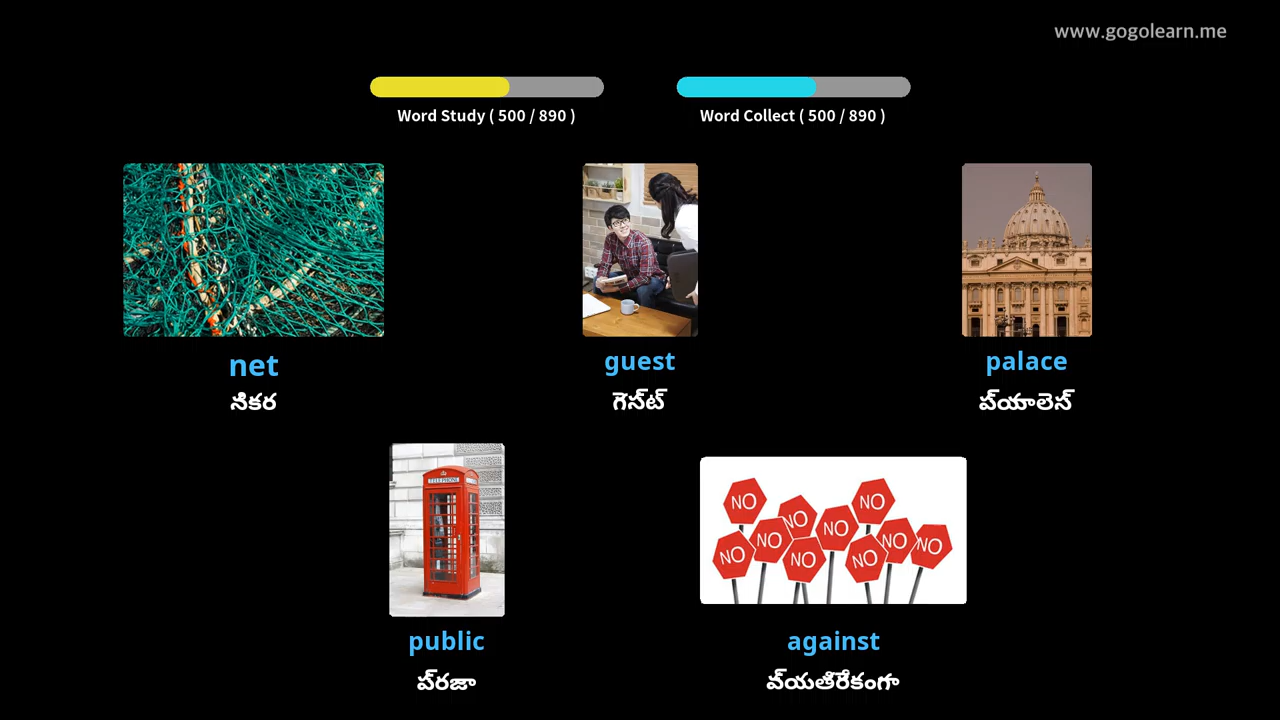 www.gogolearn.me
Word Study ( 500 / 890 )
Word Collect ( 500 / 890 )
net
guest
palace
నికర
గెస్ట్
ప్యాలెస్
TELEPHONE
NO
NO
NO
NO
NO
NO
NO
NO
NO
NO
public
against
ప్రజా
వ్యతిరేకంగా